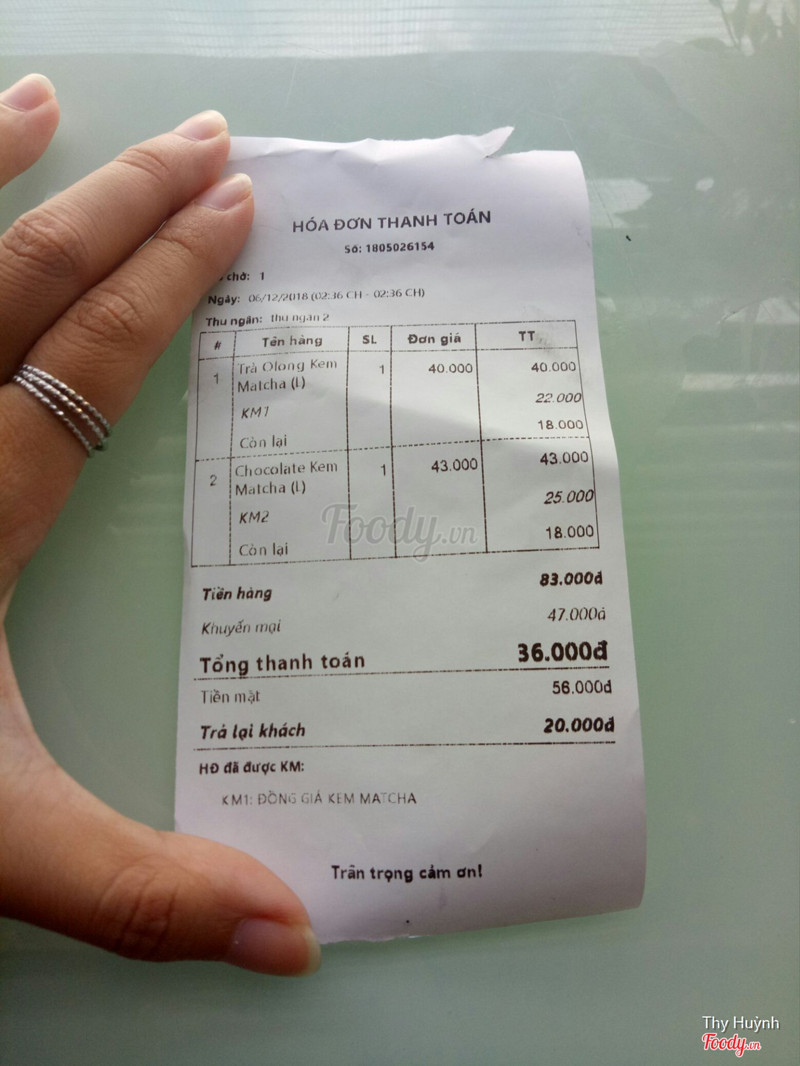 HÓA ĐƠN THANH TOÁN
Số: 1805026154
chờ: 1
Ngày: 06/12/2018 (02:36 CH - 02:36 CH)
Thu ngân: thu ngân 2
# Tên hàng SL Đơn giá TT
1 Trà Olong Kem Matcha (L) 1 40.000 40.000
KM1 22.000
Còn lại 18.000
2 Chocolate Kem Matcha (L) 1 43.000 43.000
KM2 25.000
Còn lại 18.000
Tiền hàng 83.000đ
Khuyến mại 47.000đ
Tổng thanh toán 36.000đ
Tiền mặt 56.000đ
Trả lại khách 20.000đ
HĐ đã được KM:
KM1: ĐỒNG GIÁ KEM MATCHA
Trân trọng cảm ơn!
Foody.vn
Thy Huỳnh
Foody.vn